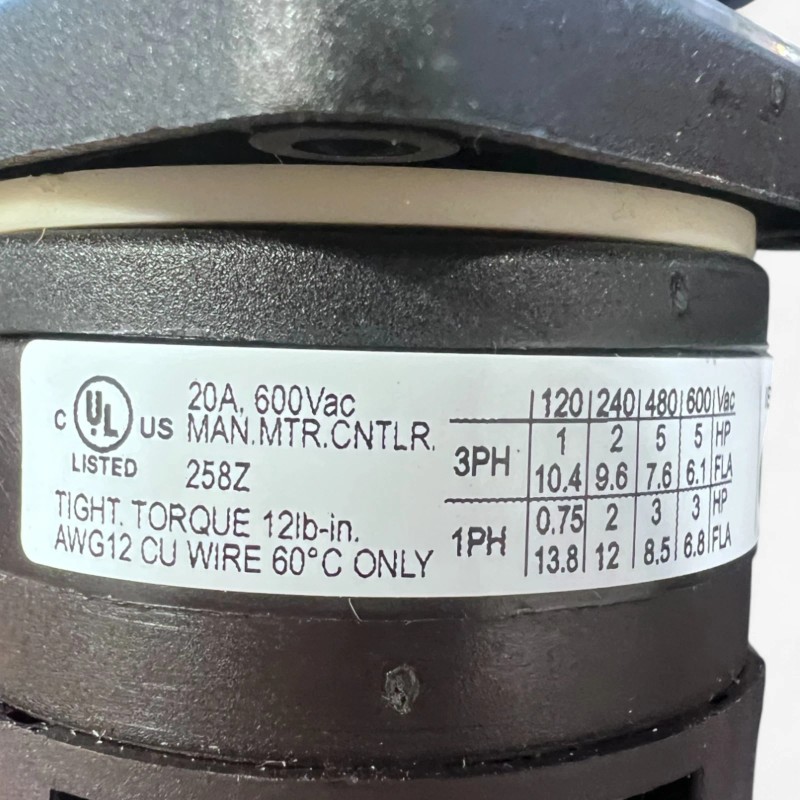 C UL US
LISTED
20A, 600Vac
MAN.MTR.CNTLR.
258Z
TIGHT. TORQUE 12lb-in.
AWG12 CU WIRE 60°C ONLY
120 240 480 600 Vac
3PH 1 2 5 5 HP
10.4 9.6 7.6 6.1 FLA
1PH 0.75 2 3 3 HP
13.8 12 8.5 6.8 FLA